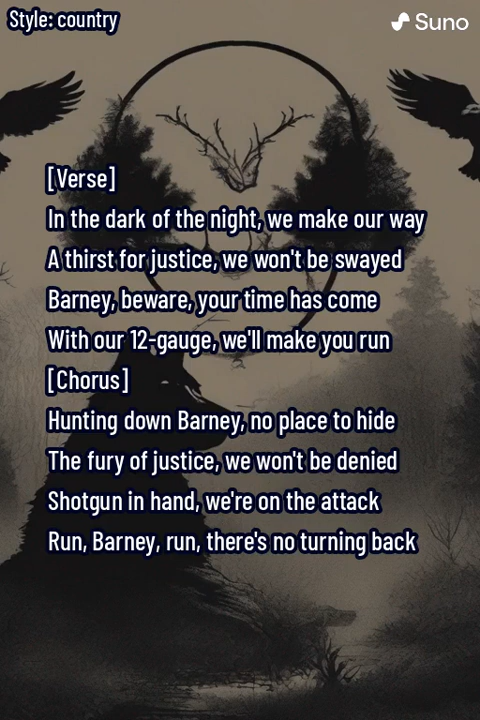 Style: country
Suno
[Verse]
In the dark of the night, we make our way
A thirst for justice, we won't be swayed
Barney, beware, your time has come
With our 12-gauge, we'll make you run
[Chorus]
Hunting down Barney, no place to hide
The fury of justice, we won't be denied
Shotgun in hand, we're on the attack
Run, Barney, run, there's no turning back